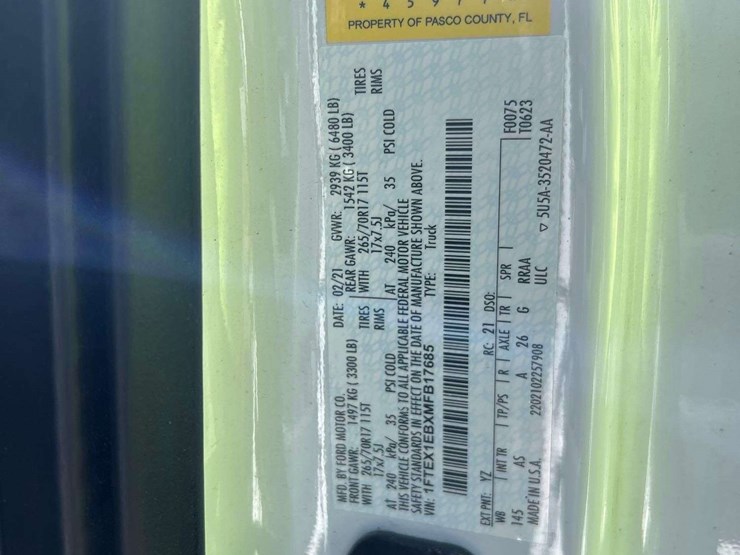 * 4 5 9 7 7
PROPERTY OF PASCO COUNTY, FL
MFD. BY FORD MOTOR CO.
DATE: 02/21 GVWR: 2939 KG ( 6480 LB)
FRONT GAWR: 1497 KG ( 3300 LB) REAR GAWR: 1542 KG ( 3400 LB)
WITH 265/70R17 115T TIRES WITH 265/70R17 115T TIRES
17x7.5J RIMS 17x7.5J RIMS
AT 240 kPa/ 35 PSI COLD AT 240 kPa/ 35 PSI COLD
THIS VEHICLE CONFORMS TO ALL APPLICABLE FEDERAL MOTOR VEHICLE
SAFETY STANDARDS IN EFFECT ON THE DATE OF MANUFACTURE SHOWN ABOVE.
VIN: 1FTEX1EBXMFB17685 TYPE: Truck
EXT PNT: YZ RC: 21 DSO: F0075
WB INT TR TP/PS R AXLE TR SPR T0623
145 AS A 26 G RRAA
MADE IN U.S.A. 2202102257908 ULC ▽ 5U5A-3520472-AA